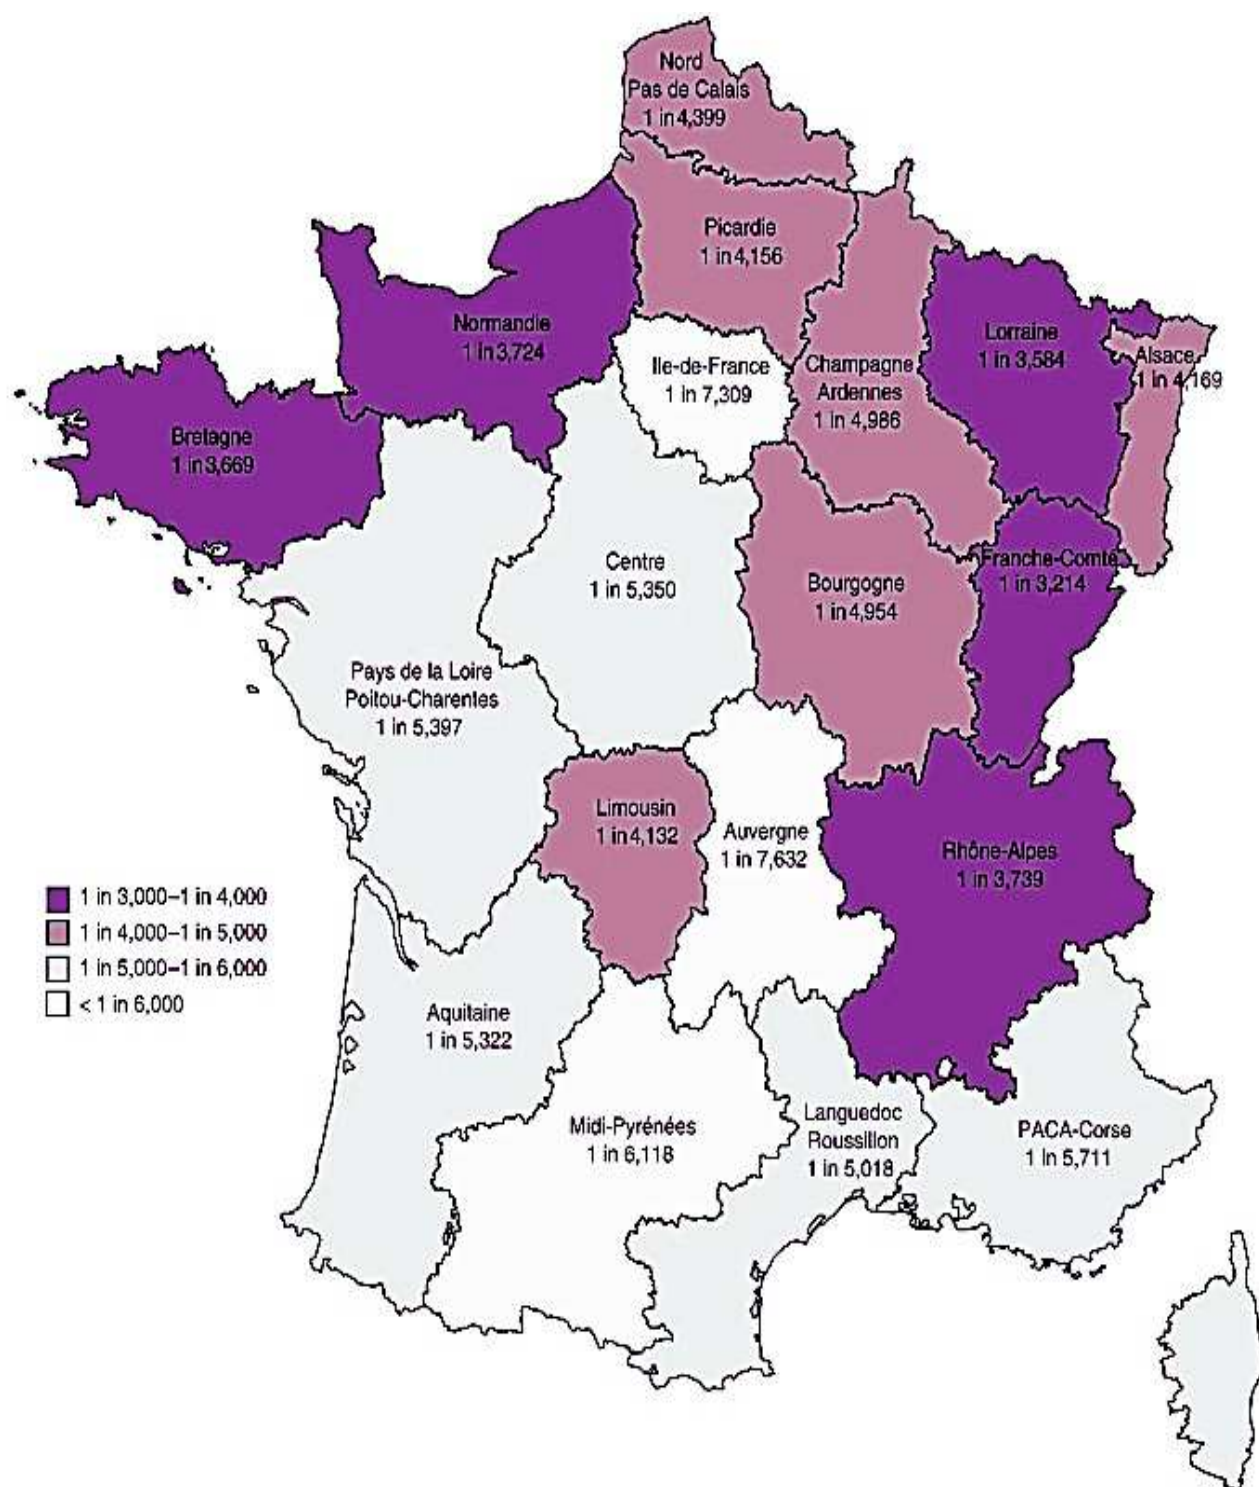 Nord
Pas de Calais
1 in 4,399
Picardie
1 in 4,156
Normandie
1 in 3,724
Ile-de-France
1 in 7,309
Champagne
Ardennes
1 in 4,986
Lorraine
1 in 3,584
Alsace
1 in 4,169
Bretagne
1 in 3,669
Centre
1 in 5,350
Bourgogne
1 in 4,954
Franche-Comté
1 in 3,214
Pays de la Loire
Poitou-Charentes
1 in 5,397
Limousin
1 in 4,132
Auvergne
1 in 7,632
Rhône-Alpes
1 in 3,739
1 in 3,000–1 in 4,000
1 in 4,000–1 in 5,000
1 in 5,000–1 in 6,000
< 1 in 6,000
Aquitaine
1 in 5,322
Midi-Pyrénées
1 in 6,118
Languedoc
Roussillon
1 in 5,018
PACA-Corse
1 in 5,711